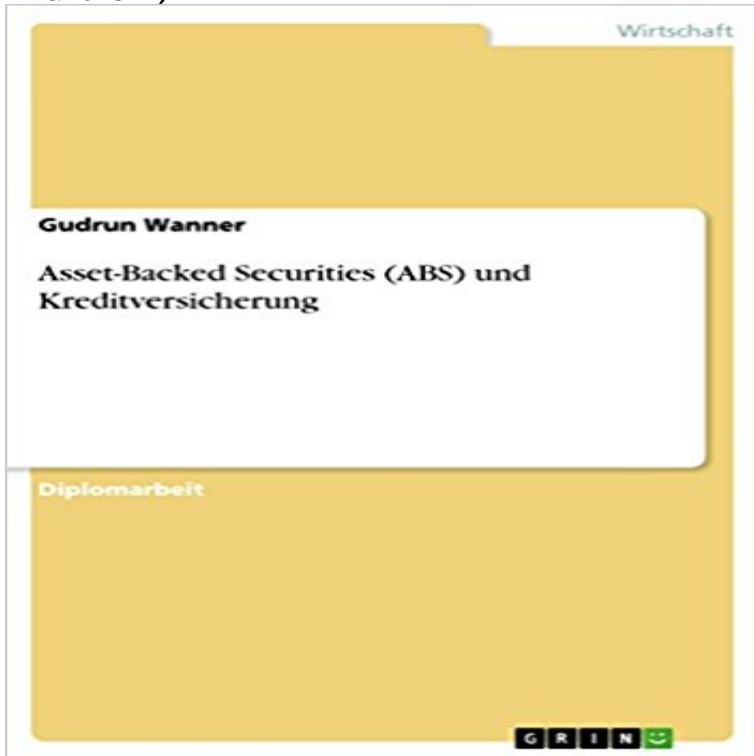 Wirtschaft
Gudrun Wanner
Asset-Backed Securities (ABS) und
Kreditversicherung
Diplomarbeit
GRIN